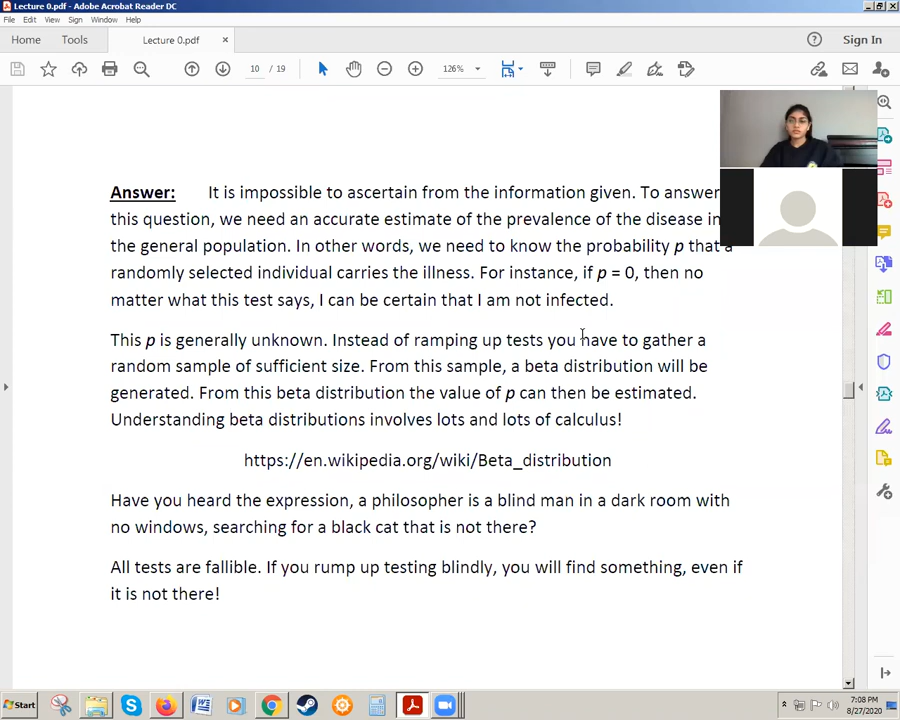 Lecture 0.pdf - Adobe Acrobat Reader DC
File Edit View Sign Window Help
Home Tools Lecture 0.pdf × Sign In
10 / 19 126%
Answer: It is impossible to ascertain from the information given. To answer
this question, we need an accurate estimate of the prevalence of the disease in
the general population. In other words, we need to know the probability p that a
randomly selected individual carries the illness. For instance, if p = 0, then no
matter what this test says, I can be certain that I am not infected.
This p is generally unknown. Instead of ramping up tests you have to gather a
random sample of sufficient size. From this sample, a beta distribution will be
generated. From this beta distribution the value of p can then be estimated.
Understanding beta distributions involves lots and lots of calculus!
https://en.wikipedia.org/wiki/Beta_distribution
Have you heard the expression, a philosopher is a blind man in a dark room with
no windows, searching for a black cat that is not there?
All tests are fallible. If you rump up testing blindly, you will find something, even if
it is not there!
Start
7:08 PM
8/27/2020